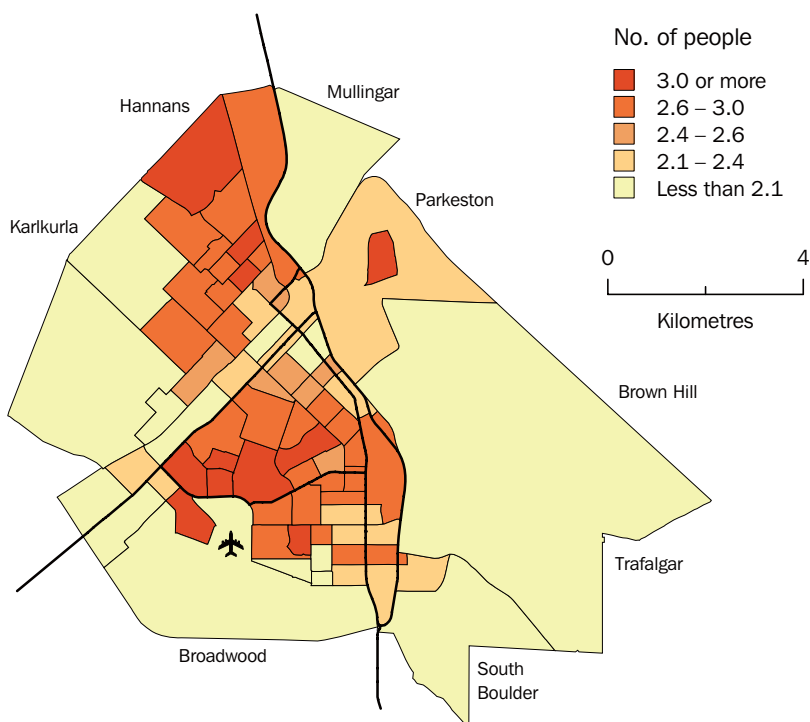 No. of people
3.0 or more
2.6 – 3.0
2.4 – 2.6
2.1 – 2.4
Less than 2.1
Mullingar
Hannans
Parkeston
Karlkurla
0 4
Kilometres
Brown Hill
Trafalgar
Broadwood
South
Boulder